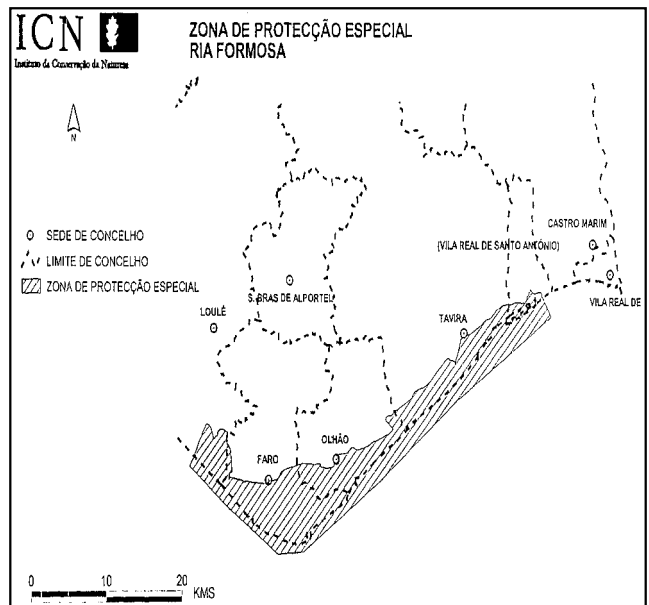 ICN
Instituto da Conservação da Natureza
ZONA DE PROTECÇÃO ESPECIAL
RIA FORMOSA
N
SEDE DE CONCELHO
LIMITE DE CONCELHO
ZONA DE PROTECÇÃO ESPECIAL
CASTRO MARIM
(VILA REAL DE SANTO ANTÓNIO)
VILA REAL DE
S. BRAS DE ALPORTEL
LOULÉ
TAVIRA
OLHÃO
FARO
0 10 20
KMS